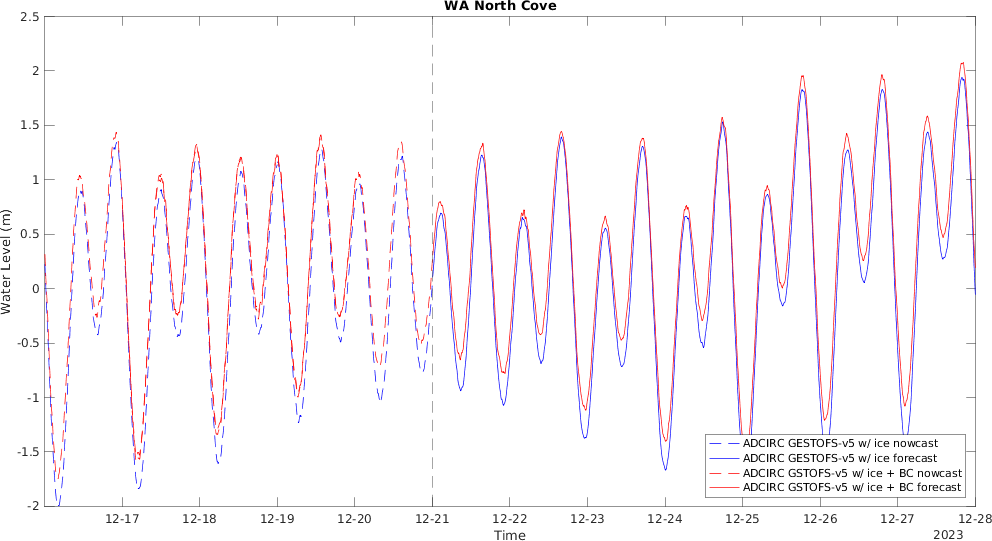 WA North Cove
2.5
2
1.5
1
0.5
0
-0.5
-1
-1.5
-2
Water Level (m)
ADCIRC GESTOFS-v5 w/ ice nowcast
ADCIRC GESTOFS-v5 w/ ice forecast
ADCIRC GSTOFS-v5 w/ ice + BC nowcast
ADCIRC GSTOFS-v5 w/ ice + BC forecast
12-17 12-18 12-19 12-20 12-21 12-22 12-23 12-24 12-25 12-26 12-27 12-28
Time
2023